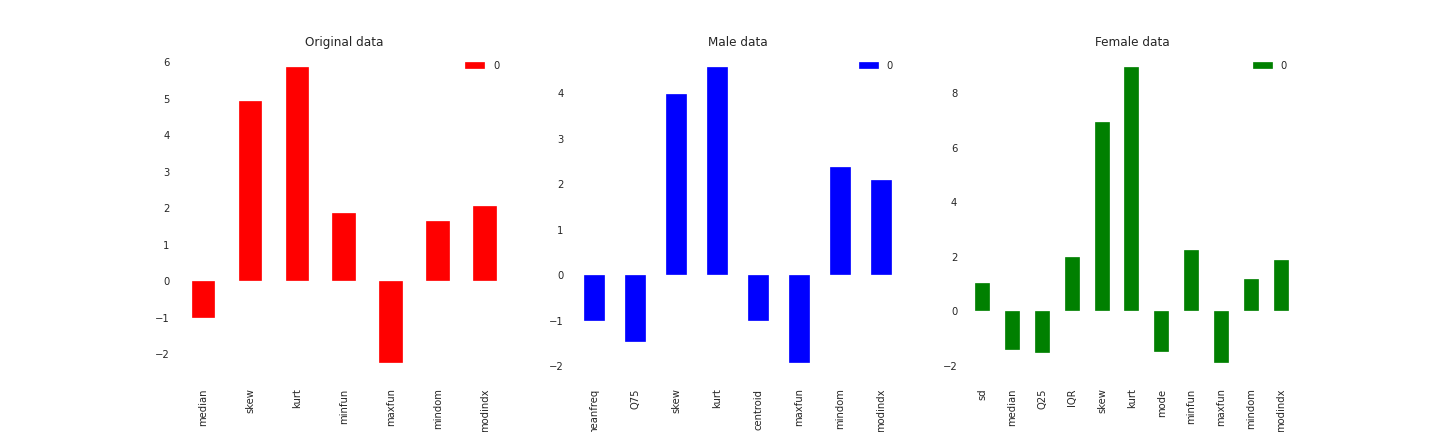 Original data
0
6
5
4
3
2
1
0
−1
−2
median
skew
kurt
minfun
maxfun
mindom
modindx
Male data
0
4
3
2
1
0
−1
−2
eanfreq
Q75
skew
kurt
centroid
maxfun
mindom
modindx
Female data
0
8
6
4
2
0
−2
sd
median
Q25
IQR
skew
kurt
mode
minfun
maxfun
mindom
modindx